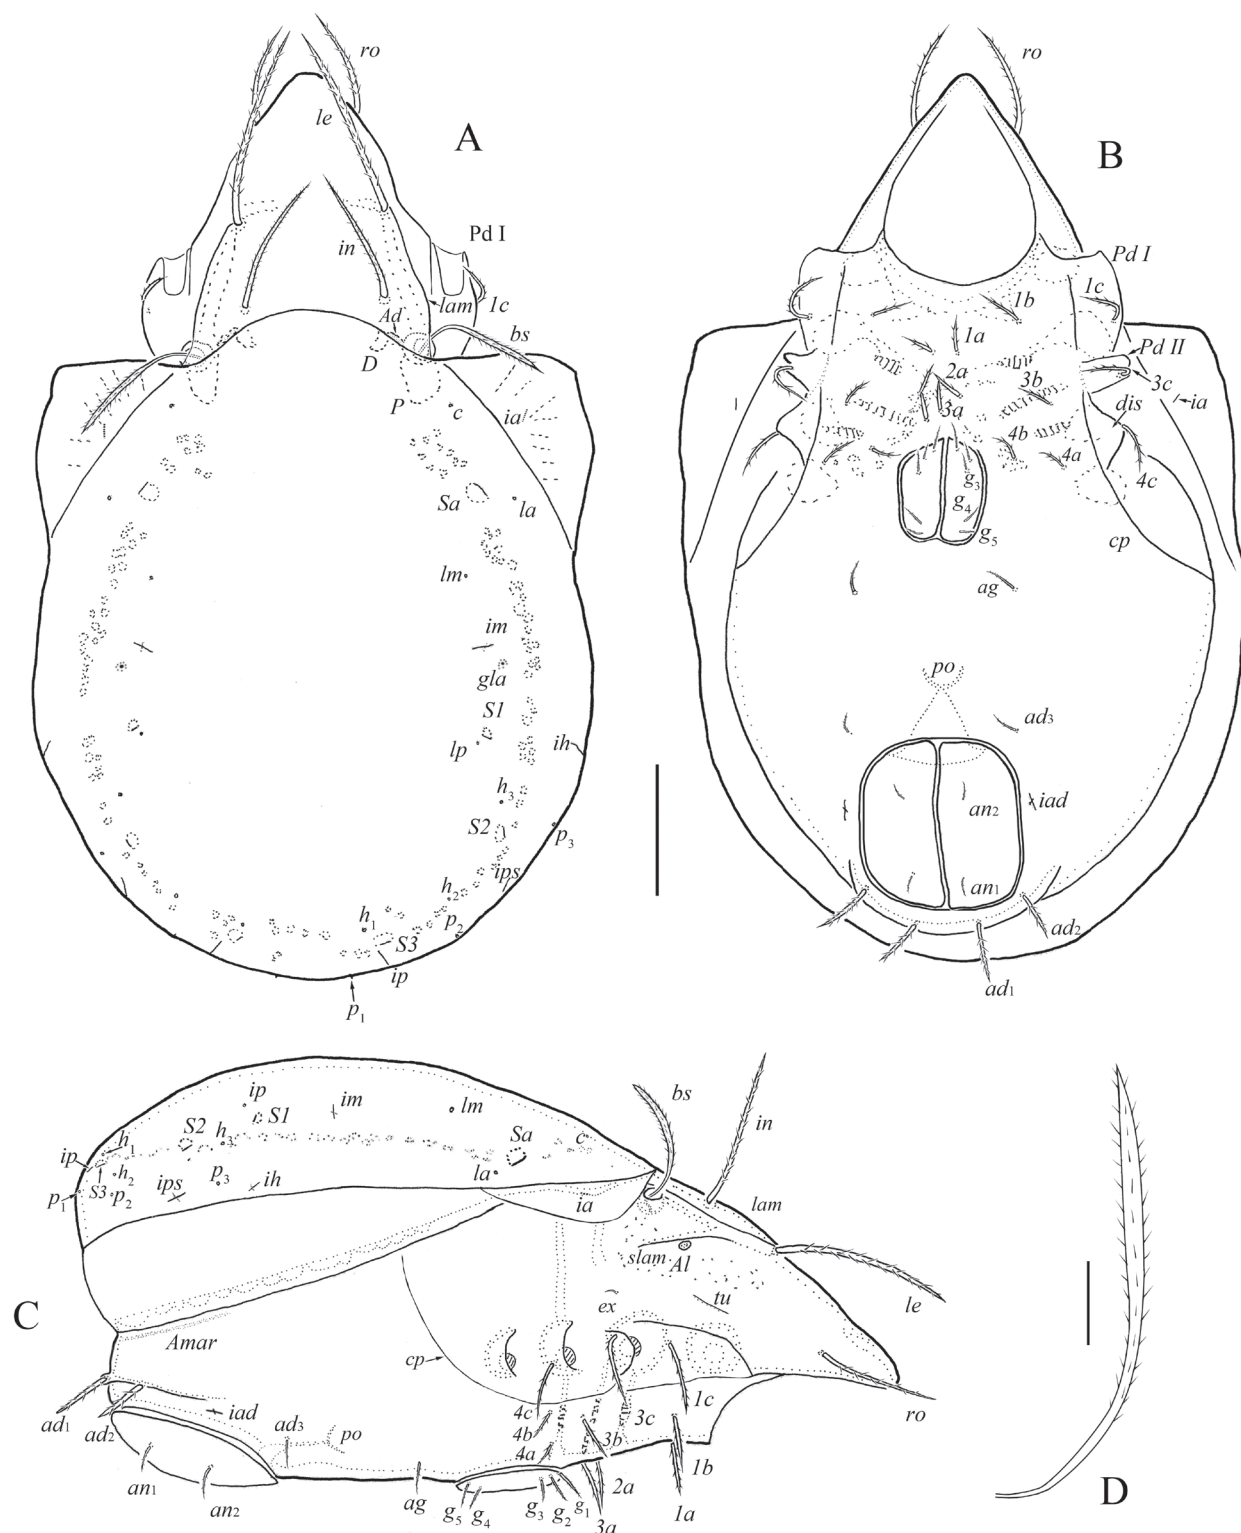 ro
le
A
in
Pd I
lam
1c
Ad
bs
D
P
c
ia
Sa
la
lm
im
gla
S1
lp
ih
h3
S2
p3
ips
h2
h1
p2
S3
ip
p1
ro
B
Pd I
1b
1c
1a
Pd II
2a
3b
3c
ia
3a
dis
4b
4a
4c
g3
g4
g5
cp
ag
po
ad3
an2
iad
an1
ad2
ad1
C
ip
S1
im
lm
bs
in
S2
h3
Sa
c
h1
ip
h2
p3
la
S3
p2
ips
ih
ia
p1
lam
slam
Al
tu
le
ex
Amar
cp
1c
ro
ad1
ad2
iad
ad3
po
4c
4b
3c
3b
4a
1b
an1
an2
ag
g5
g4
g3
g2
g1
2a
3a
1a
D